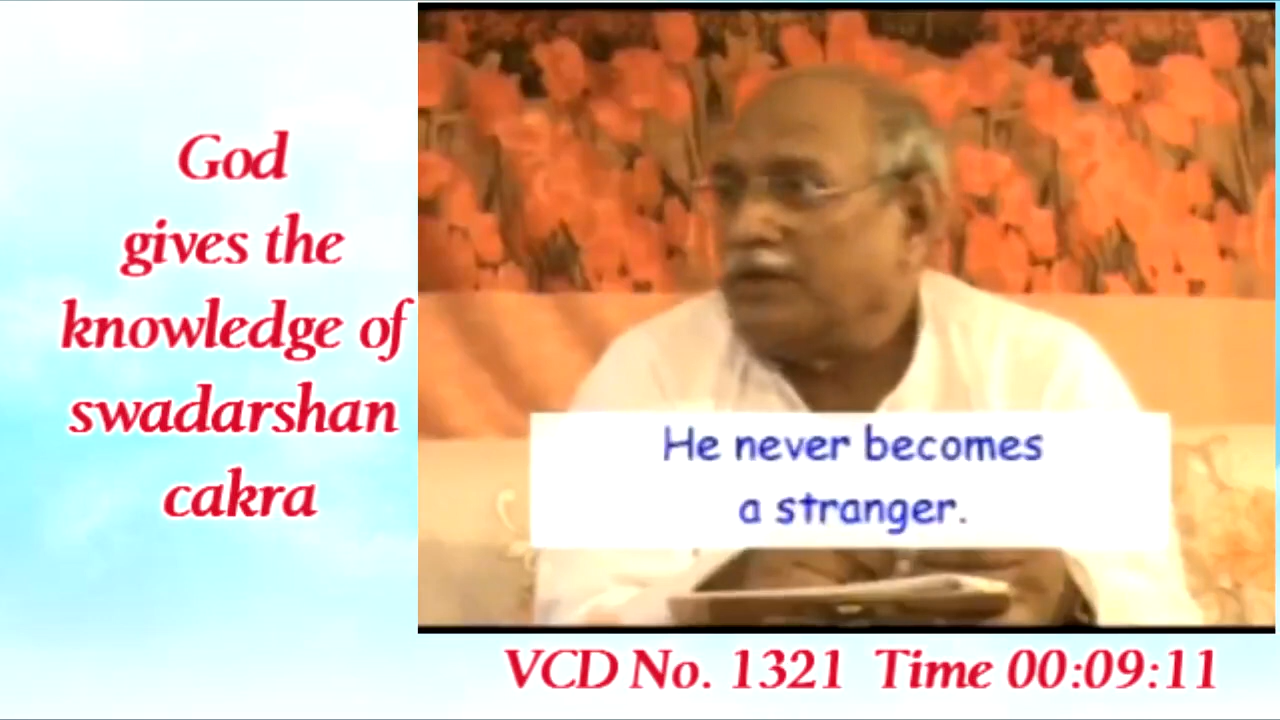 God
gives the
knowledge of
swadarshan
cakra
He never becomes
a stranger.
VCD No. 1321 Time 00:09:11